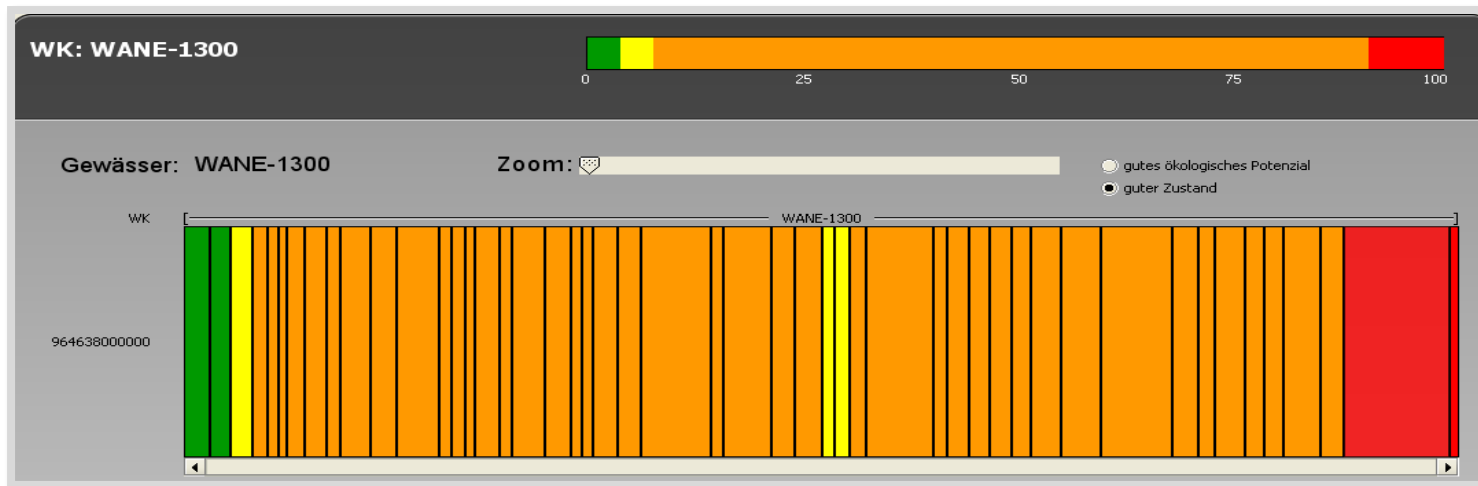 WK: WANE-1300
0 25 50 75 100
Gewässer: WANE-1300 Zoom:
gutes ökologisches Potenzial
guter Zustand
WK [ WANE-1300 ]
964638000000